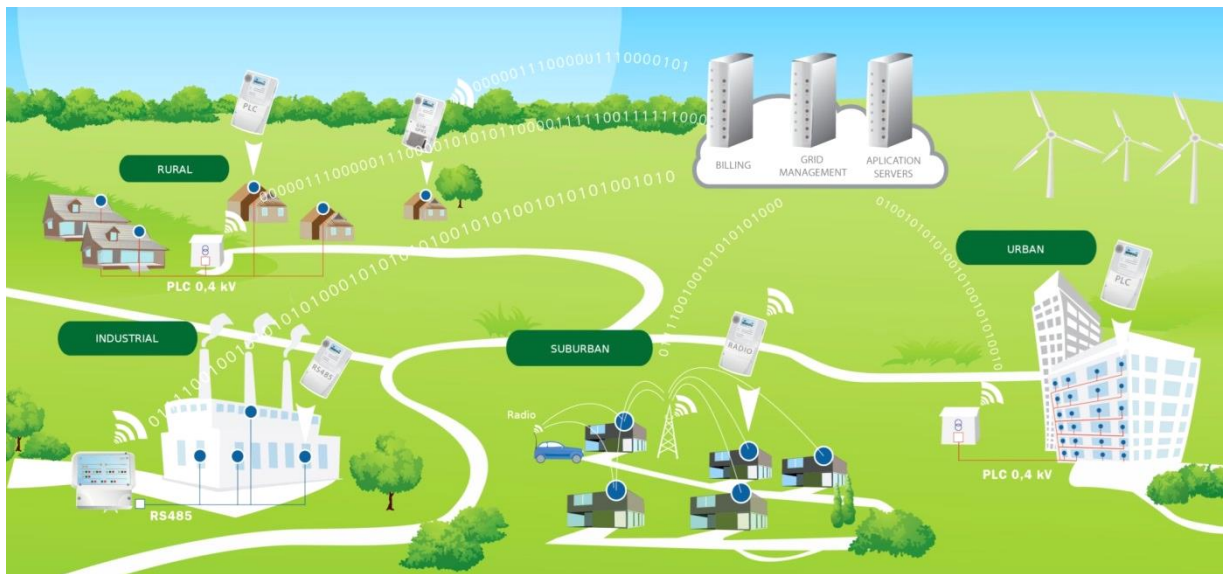 00000111000001110000101
PLC
BILLING
GRID
MANAGEMENT
APLICATION
SERVERS
RURAL
URBAN
PLC
PLC 0,4 kV
INDUSTRIAL
SUBURBAN
RS485
RADIO
Radio
PLC 0,4 kV
RS485